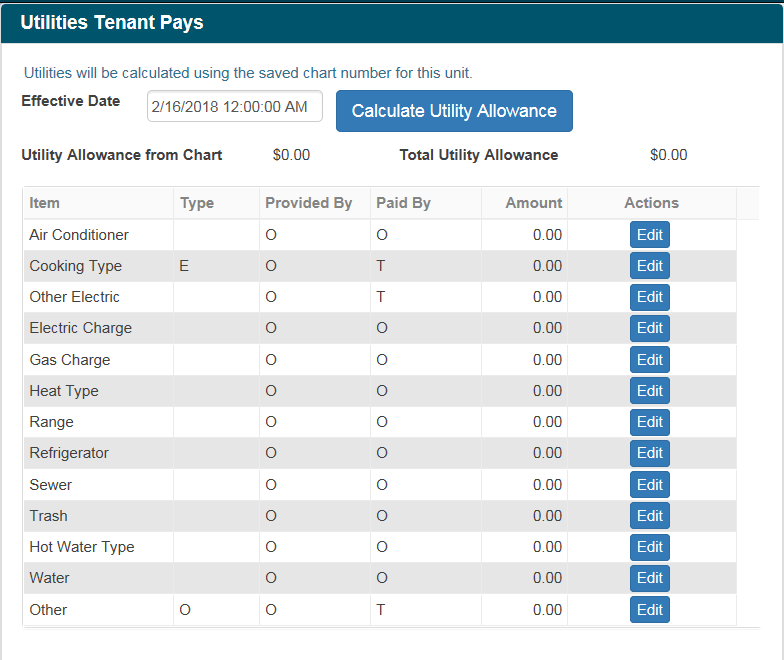 Utilities Tenant Pays
Utilities will be calculated using the saved chart number for this unit.
Effective Date 2/16/2018 12:00:00 AM Calculate Utility Allowance
Utility Allowance from Chart $0.00 Total Utility Allowance $0.00
Item Type Provided By Paid By Amount Actions
Air Conditioner O O 0.00 Edit
Cooking Type E O T 0.00 Edit
Other Electric O T 0.00 Edit
Electric Charge O O 0.00 Edit
Gas Charge O O 0.00 Edit
Heat Type O O 0.00 Edit
Range O O 0.00 Edit
Refrigerator O O 0.00 Edit
Sewer O O 0.00 Edit
Trash O O 0.00 Edit
Hot Water Type O O 0.00 Edit
Water O O 0.00 Edit
Other O O T 0.00 Edit